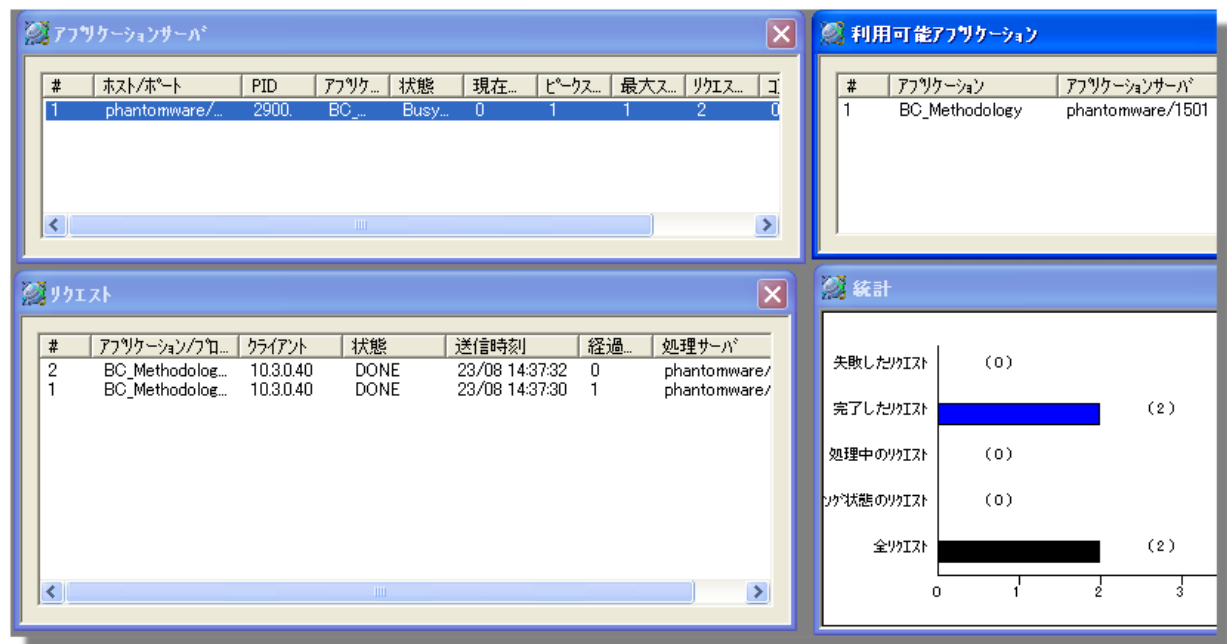 アプリケーションサーバ
# ホスト/ポート PID アプリケ... 状態 現在... ピークス... 最大ス... リクエス...
1 phantomware/... 2900. BC_... Busy... 0 1 1 2 0
利用可能アプリケーション
# アプリケーション アプリケーションサーバ
1 BC_Methodology phantomware/1501
リクエスト
# アプリケーション/プロ... クライアント 状態 送信時刻 経過... 処理サーバ
2 BC_Methodolog... 10.3.0.40 DONE 23/08 14:37:32 0 phantomware/
1 BC_Methodolog... 10.3.0.40 DONE 23/08 14:37:30 1 phantomware/
統計
失敗したリクエスト (0)
完了したリクエスト (2)
処理中のリクエスト (0)
ング状態のリクエスト (0)
全リクエスト (2)
0 1 2 3